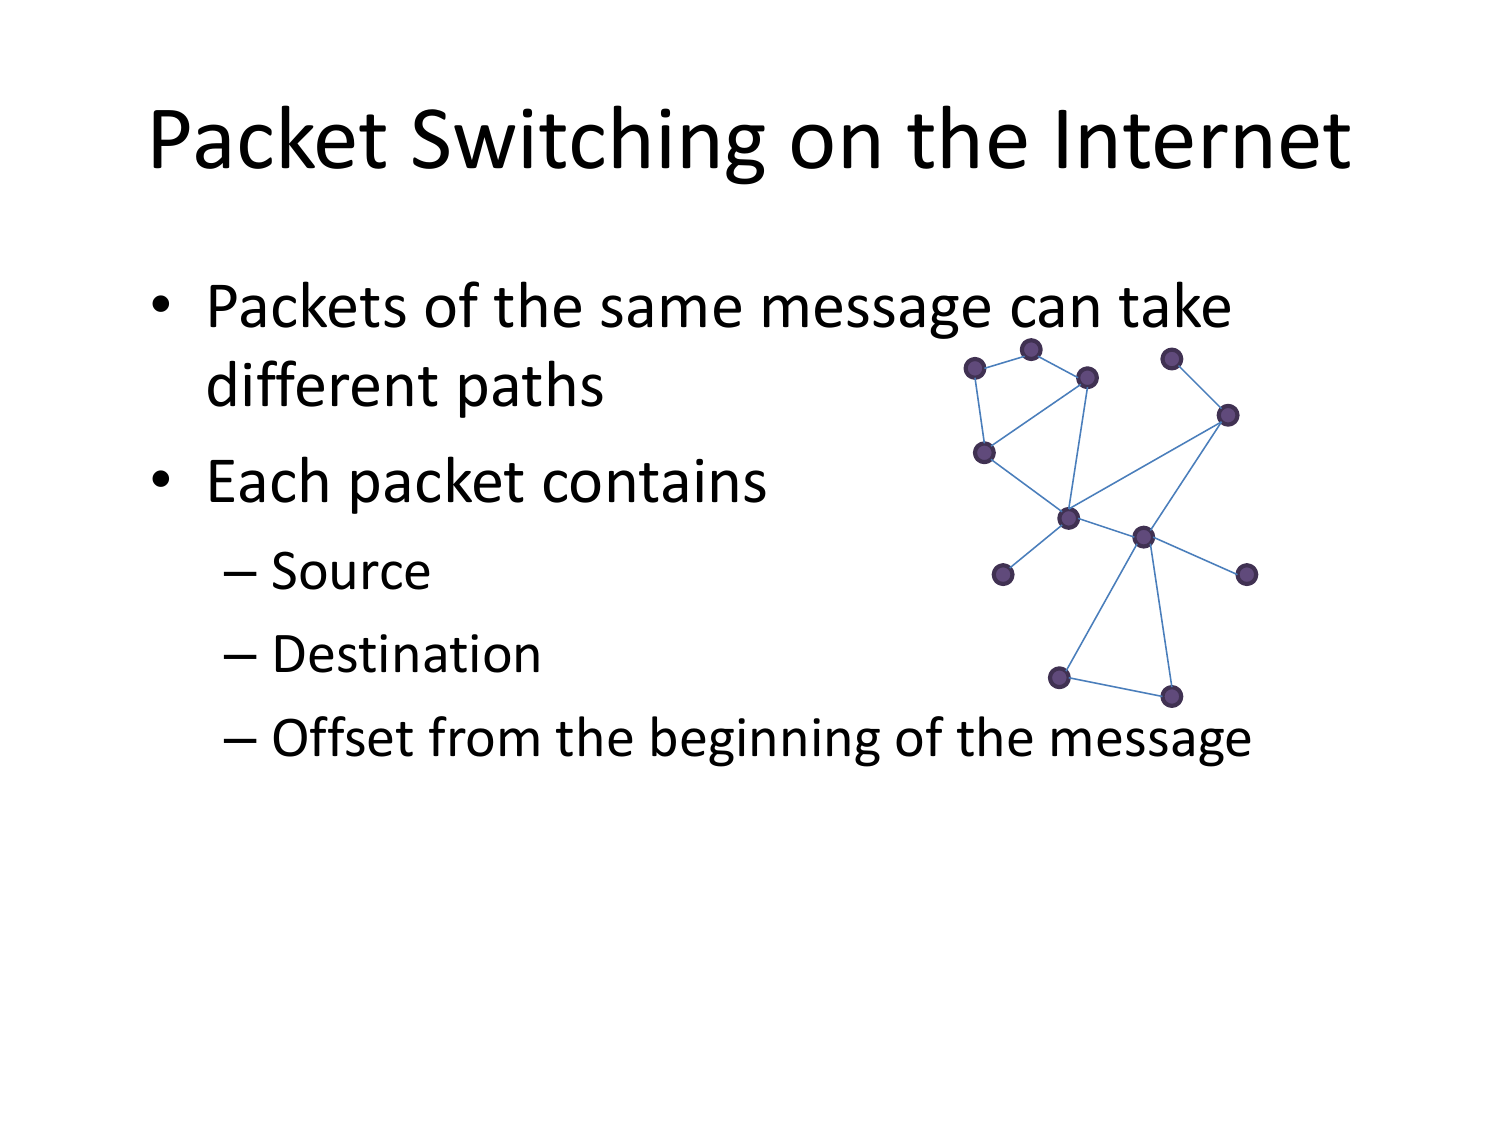 Packet Switching on the Internet
• Packets of the same message can take
different paths
• Each packet contains
– Source
– Destination
– Offset from the beginning of the message